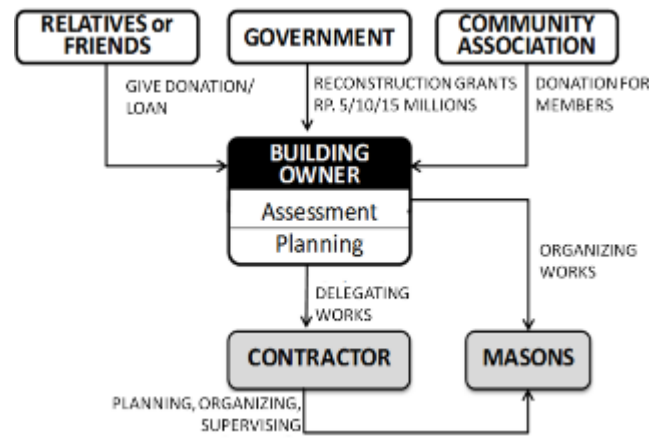 RELATIVES or
FRIENDS
GOVERNMENT
COMMUNITY
ASSOCIATION
GIVE DONATION/
LOAN
RECONSTRUCTION GRANTS
RP. 5/10/15 MILLIONS
DONATION FOR
MEMBERS
BUILDING
OWNER
Assessment
Planning
ORGANIZING
WORKS
DELEGATING
WORKS
CONTRACTOR
MASONS
PLANNING, ORGANIZING,
SUPERVISING